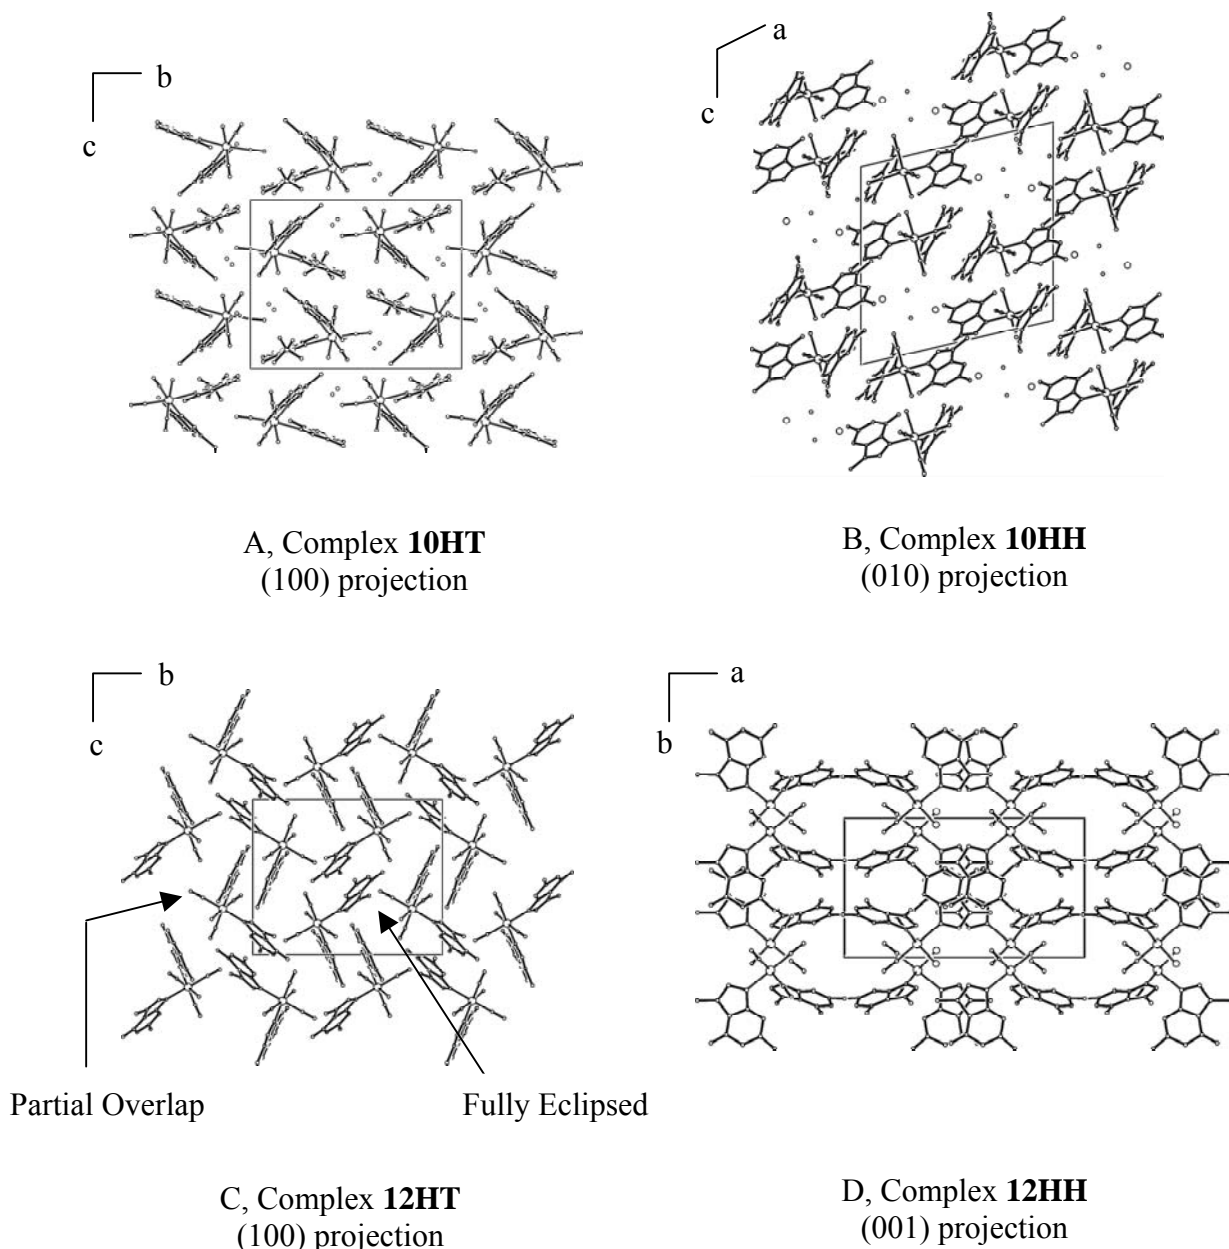 b
c
A, Complex 10HT
(100) projection
a
c
B, Complex 10HH
(010) projection
b
c
Partial Overlap
Fully Eclipsed
C, Complex 12HT
(100) projection
a
b
D, Complex 12HH
(001) projection